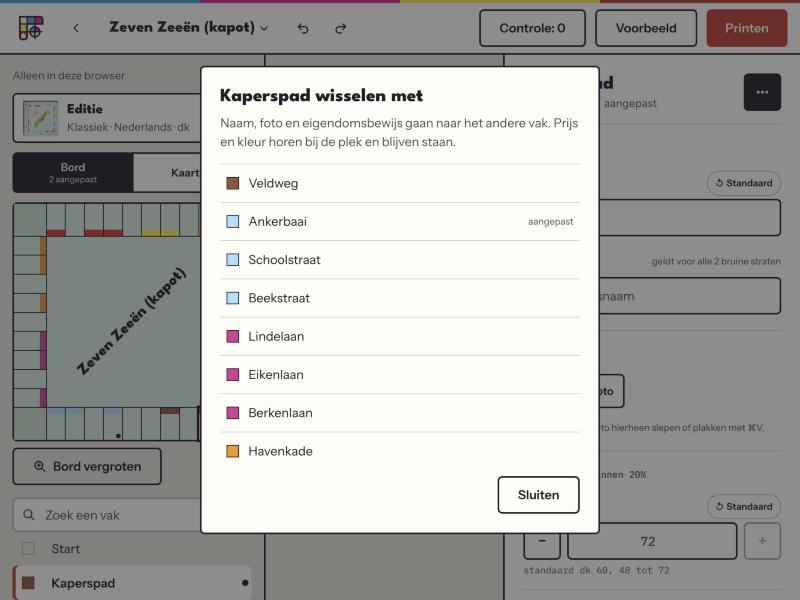 Zeven Zeeën (kapot)
Controle: 0
Voorbeeld
Printen
Alleen in deze browser
Editie
Klassiek · Nederlands · dk
Bord
2 aangepast
Kaart
Zeven Zeeën (kapot)
Bord vergroten
Zoek een vak
Start
Kaperspad
Kaperspad wisselen met
Naam, foto en eigendomsbewijs gaan naar het andere vak. Prijs
en kleur horen bij de plek en blijven staan.
Veldweg
Ankerbaai
aangepast
Schoolstraat
Beekstraat
Lindelaan
Eikenlaan
Berkenlaan
Havenkade
Sluiten
aangepast
Standaard
geldt voor alle 2 bruine straten
hierheen slepen of plakken met ⌘V.
20%
Standaard
− 72 +
standaard dk 60, 48 tot 72